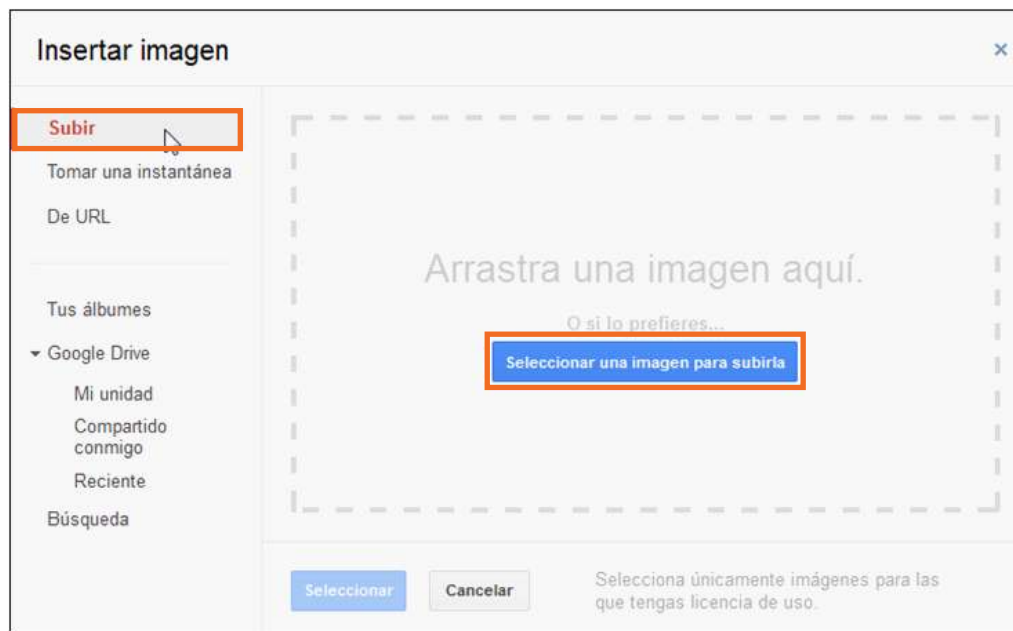 Insertar imagen
×
Subir
Tomar una instantánea
De URL
Tus álbumes
Google Drive
Mi unidad
Compartido
conmigo
Reciente
Búsqueda
Arrastra una imagen aquí.
O si lo prefieres...
Seleccionar una imagen para subirla
Seleccionar
Cancelar
Selecciona únicamente imágenes para las
que tengas licencia de uso.